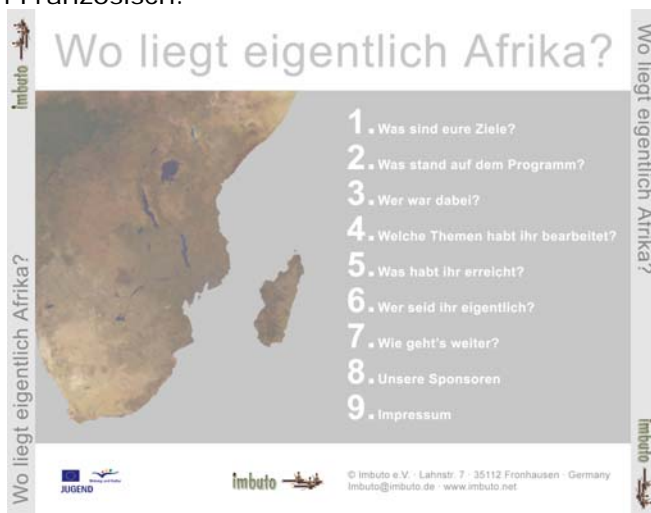 Französisch.
imbuto
Wo liegt eigentlich Afrika?
Wo liegt eigentlich Afrika?
Wo liegt eigentlich Afrika?
1. Was sind eure Ziele?
2. Was stand auf dem Programm?
3. Wer war dabei?
4. Welche Themen habt ihr bearbeitet?
5. Was habt ihr erreicht?
6. Wer seid ihr eigentlich?
7. Wie geht's weiter?
8. Unsere Sponsoren
9. Impressum
JUGEND
imbuto
© Imbuto e.V. · Lahnstr. 7 · 35112 Fronhausen · Germany
Imbuto@imbuto.de · www.imbuto.net
imbuto